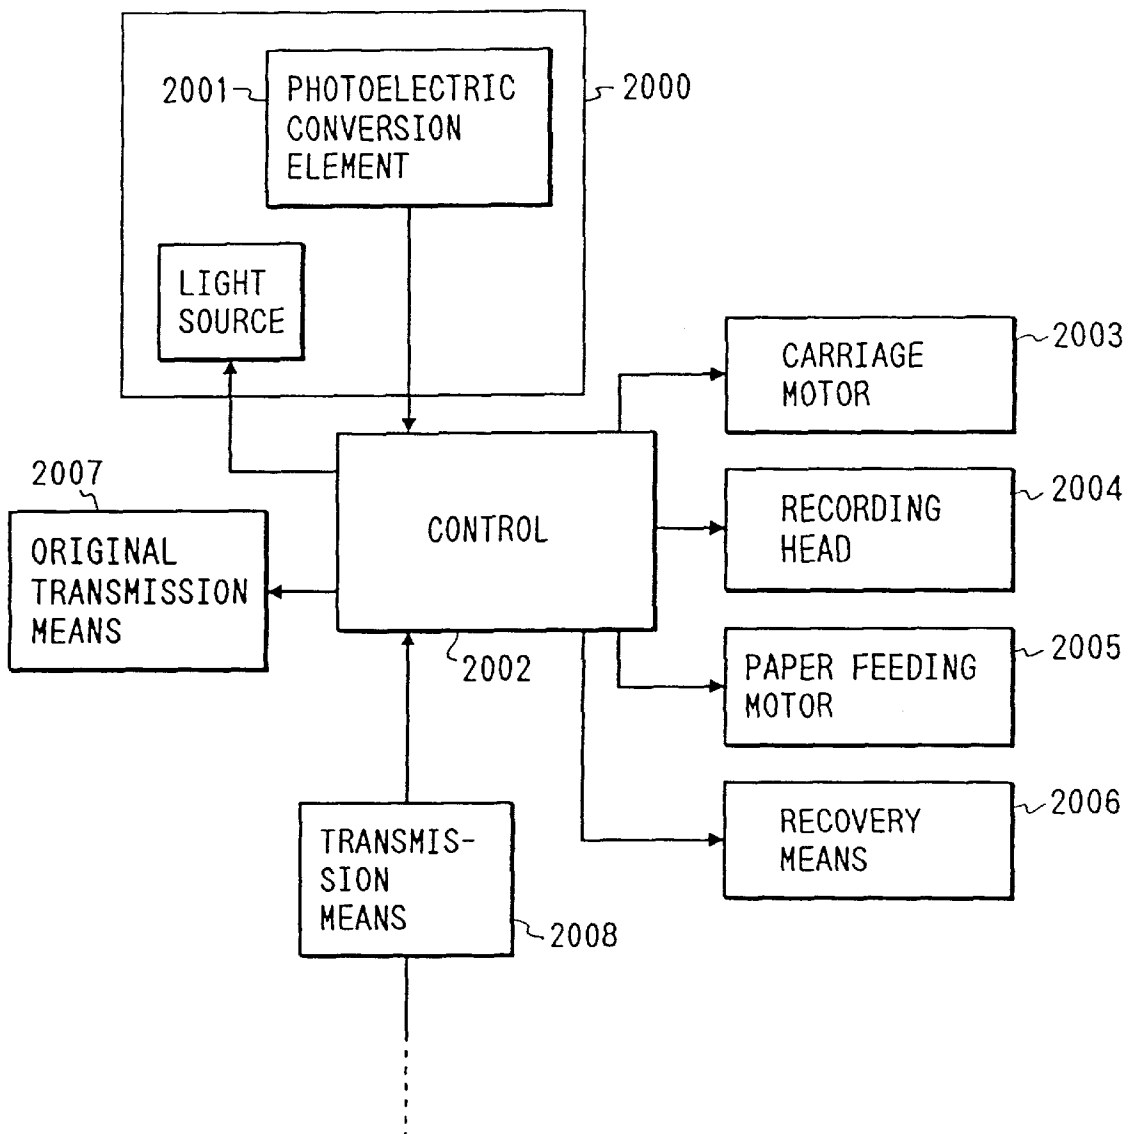 2001
PHOTOELECTRIC
CONVERSION
ELEMENT
2000
LIGHT
SOURCE
CARRIAGE
MOTOR
2003
2007
ORIGINAL
TRANSMISSION
MEANS
CONTROL
2002
RECORDING
HEAD
2004
PAPER FEEDING
MOTOR
2005
TRANSMIS-
SION
MEANS
2008
RECOVERY
MEANS
2006